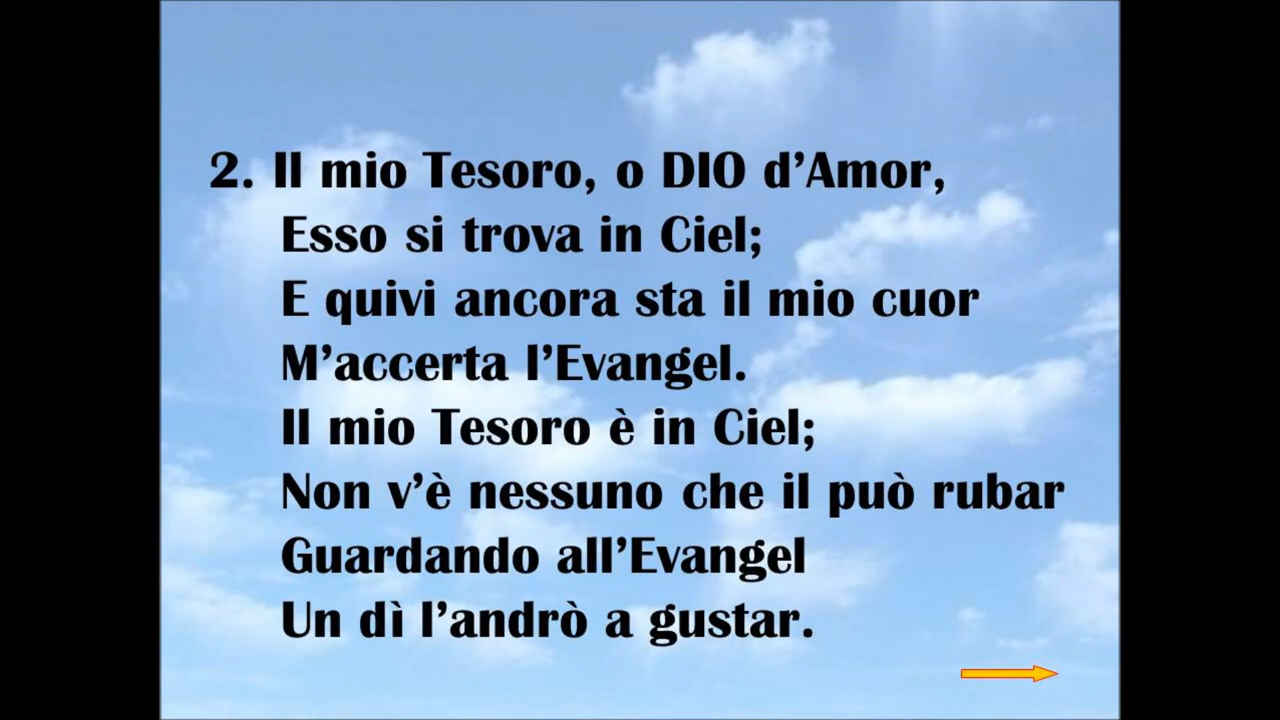 2. Il mio Tesoro, o DIO d’Amor,
Esso si trova in Ciel;
E quivi ancora sta il mio cuor
M’accerta l’Evangel.
Il mio Tesoro è in Ciel;
Non v’è nessuno che il può rubar
Guardando all’Evangel
Un dì l’andrò a gustar.